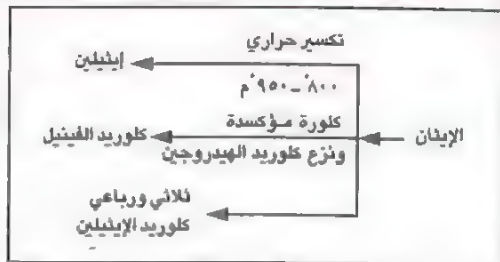 تكسير حراري
إيثيلين
٨٠٠° ـ ٩٥٠°م
كلورة مؤكسدة
الإيثان
كلوريد الفينيل
ونزع كلوريد الهيدروجين
ثلاثي ورباعي
كلوريد الإيثيلين